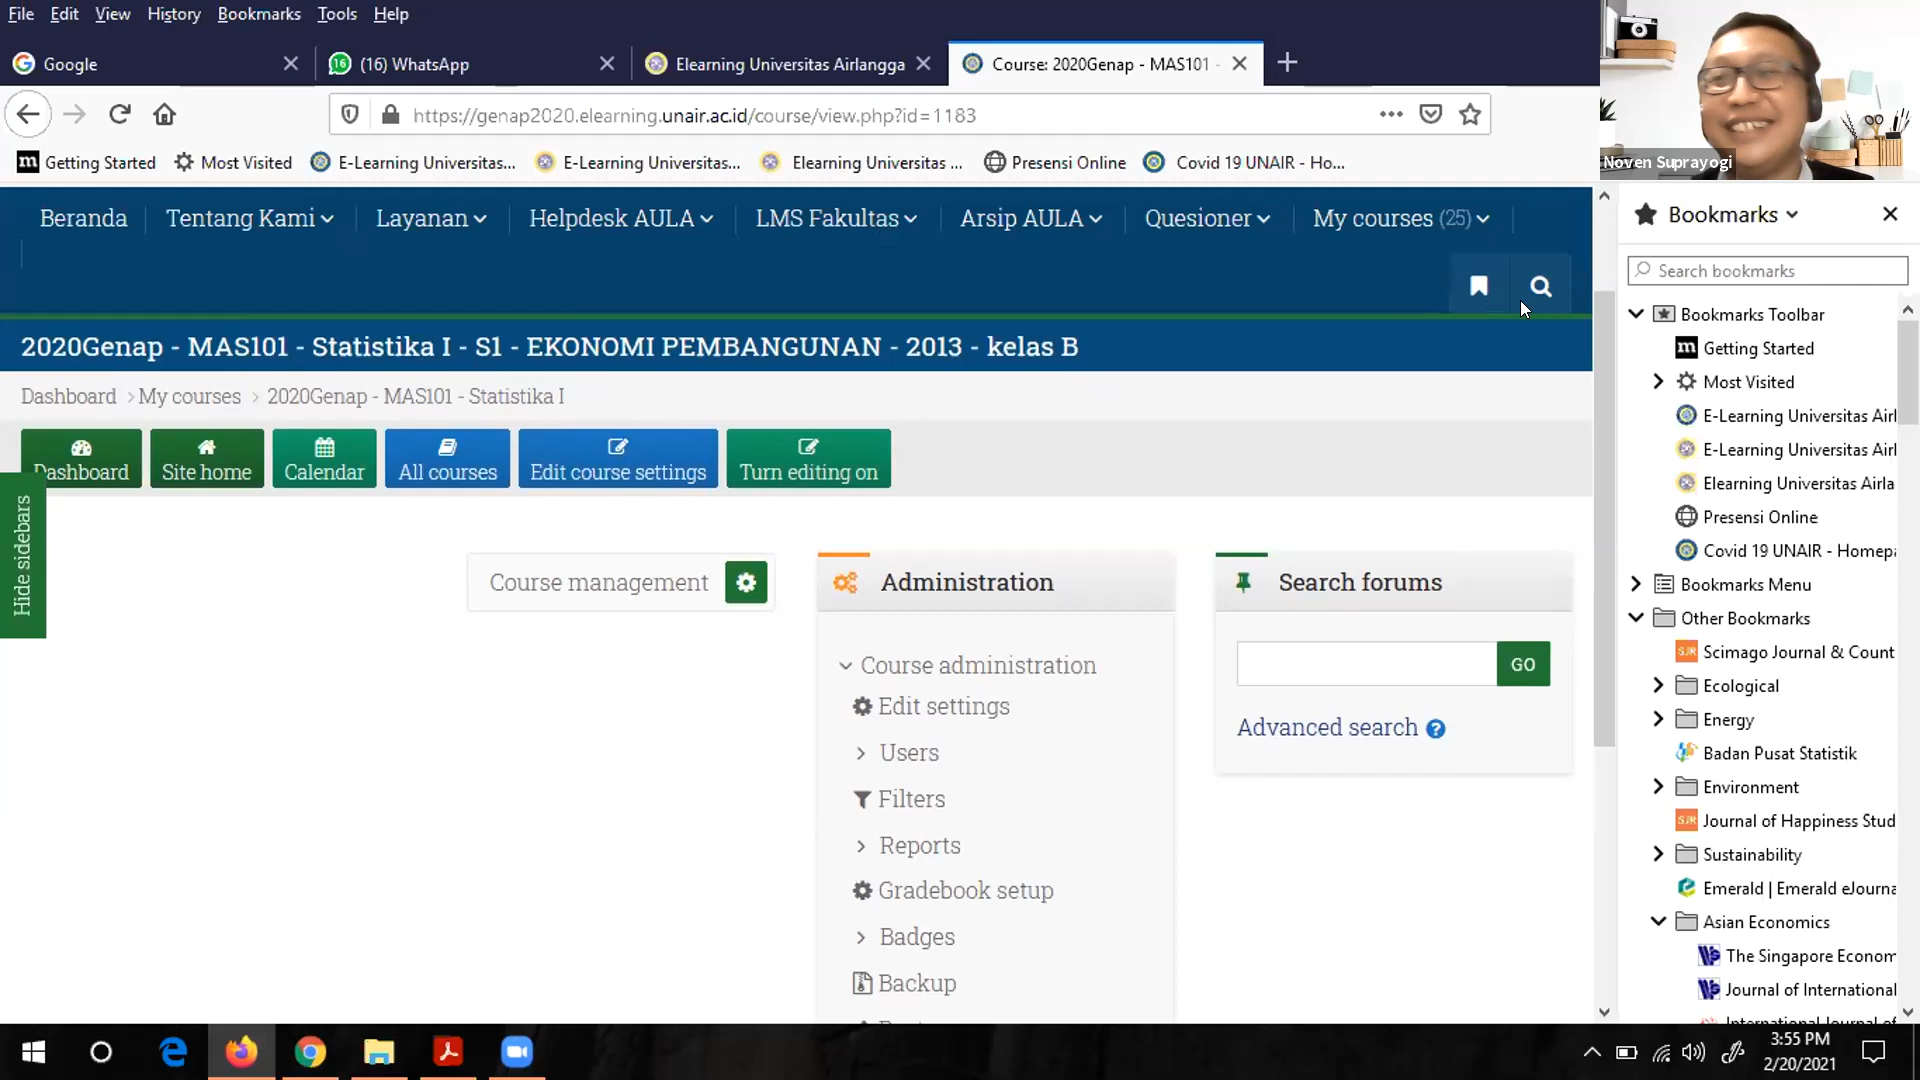 File Edit View History Bookmarks Tools Help
Google
(16) WhatsApp
Elearning Universitas Airlangga
Course: 2020Genap - MAS101 -
https://genap2020.elearning.unair.ac.id/course/view.php?id=1183
Getting Started
Most Visited
E-Learning Universitas...
E-Learning Universitas...
Elearning Universitas ...
Presensi Online
Covid 19 UNAIR - Ho...
Noven Suprayogi
Beranda
Tentang Kami
Layanan
Helpdesk AULA
LMS Fakultas
Arsip AULA
Quesioner
My courses (25)
2020Genap - MAS101 - Statistika I - S1 - EKONOMI PEMBANGUNAN - 2013 - kelas B
Dashboard > My courses > 2020Genap - MAS101 - Statistika I
Dashboard
Site home
Calendar
All courses
Edit course settings
Turn editing on
Hide sidebars
Course management
Administration
Course administration
Edit settings
Users
Filters
Reports
Gradebook setup
Badges
Backup
Search forums
GO
Advanced search
Bookmarks
Search bookmarks
Bookmarks Toolbar
Getting Started
Most Visited
E-Learning Universitas Airl
E-Learning Universitas Airl
Elearning Universitas Airla
Presensi Online
Covid 19 UNAIR - Homepa
Bookmarks Menu
Other Bookmarks
Scimago Journal & Count
Ecological
Energy
Badan Pusat Statistik
Environment
Journal of Happiness Stud
Sustainability
Emerald | Emerald eJourna
Asian Economics
The Singapore Econom
Journal of International
International Journal of
3:55 PM
2/20/2021